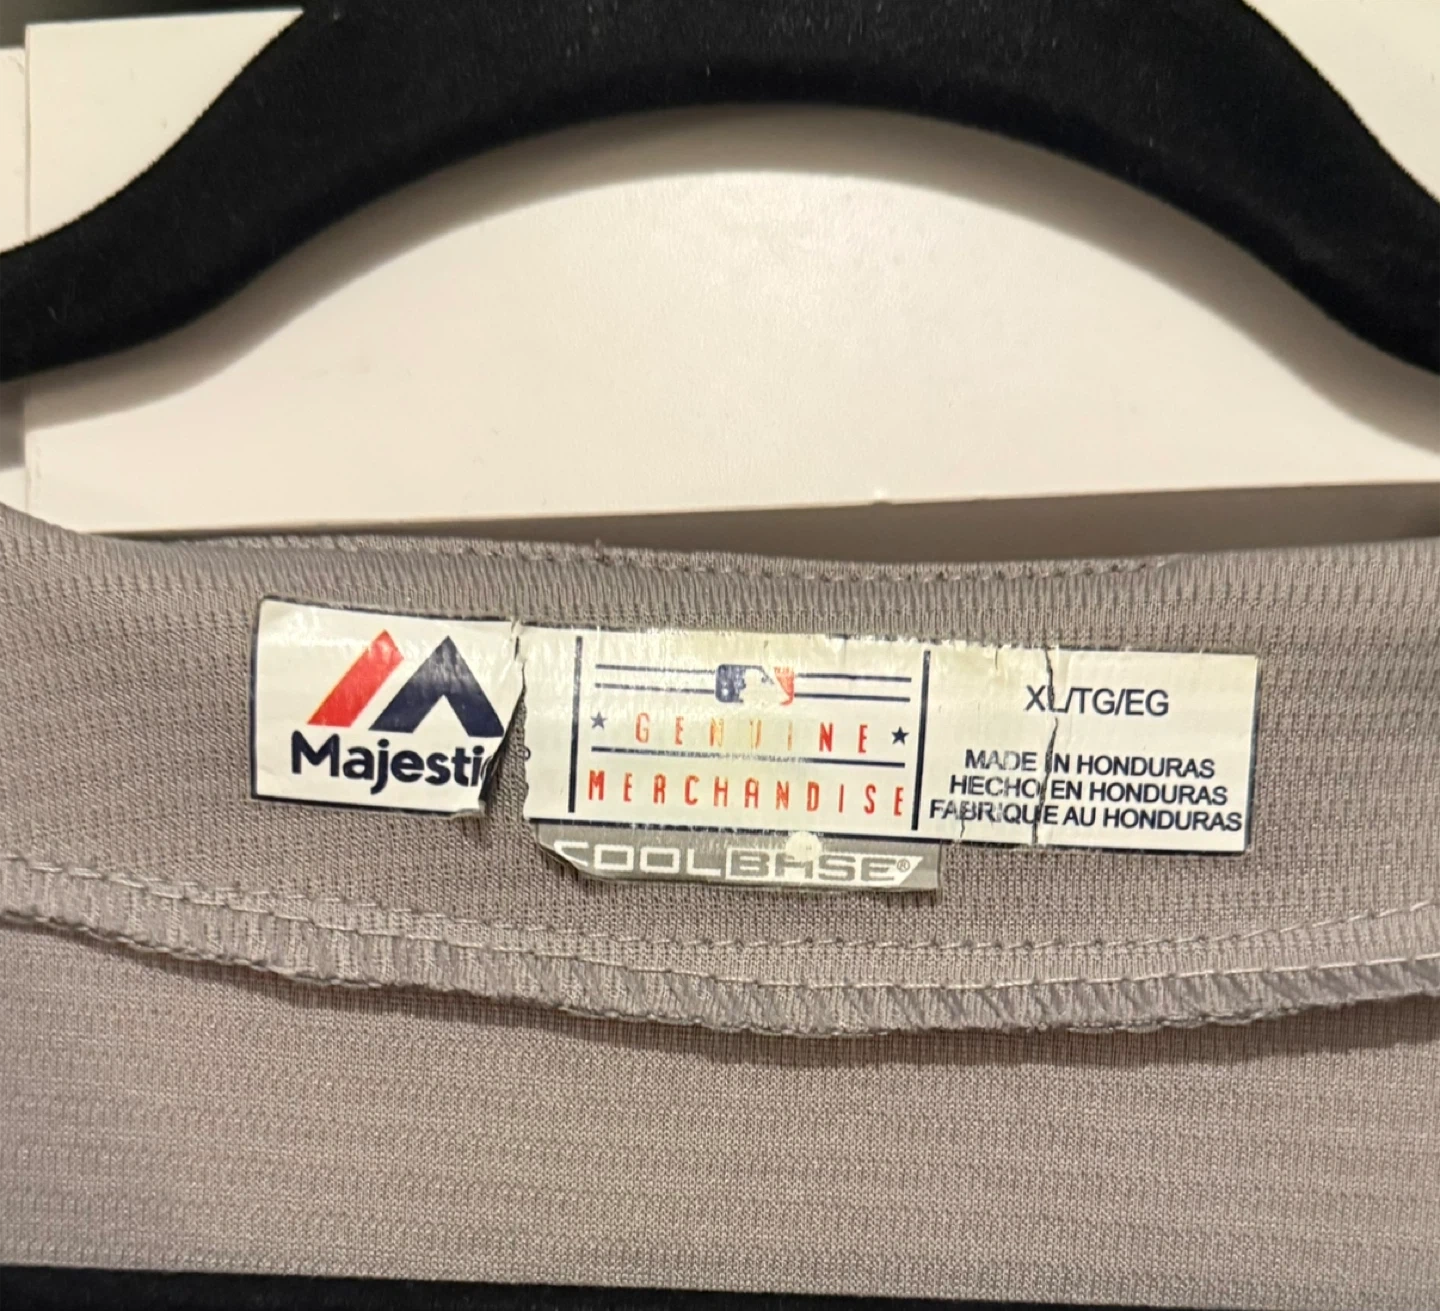 Majestic
★ GENUINE ★
MERCHANDISE
COOLBASE®
XL/TG/EG
MADE IN HONDURAS
HECHO EN HONDURAS
FABRIQUE AU HONDURAS